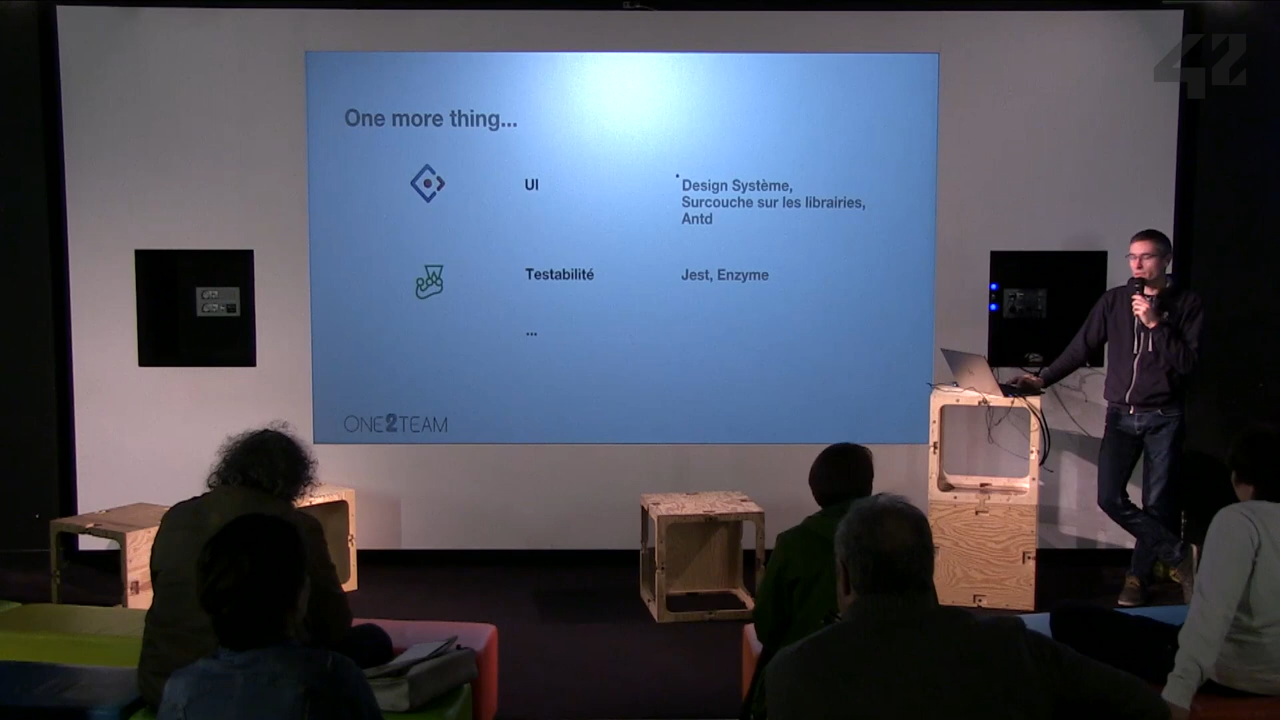 42
One more thing...
UI
Design Système,
Surcouche sur les librairies,
Antd
Testabilité
Jest, Enzyme
...
ONE2TEAM